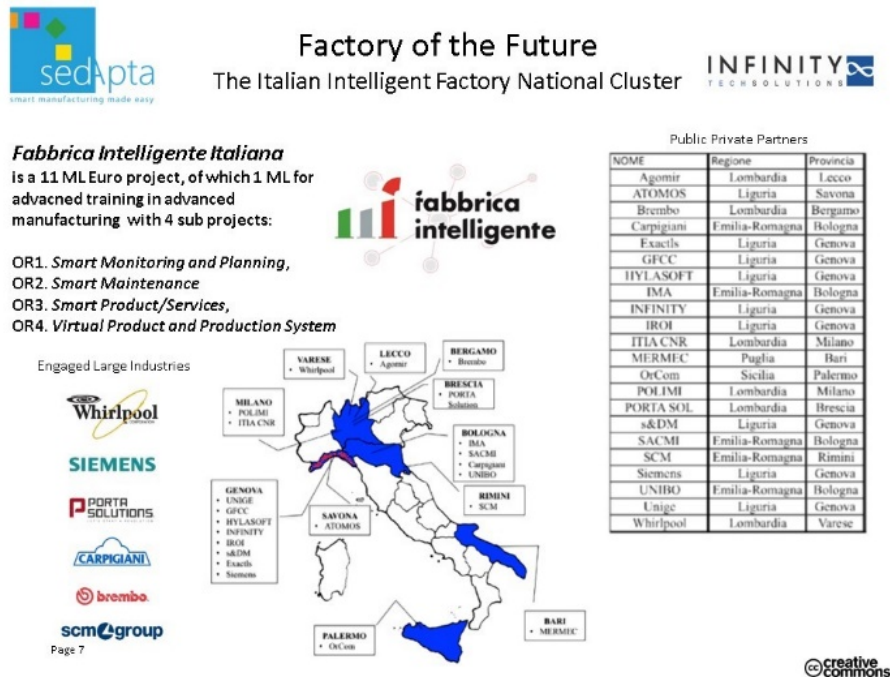 sedApta
smart manufacturing made easy
Factory of the Future
The Italian Intelligent Factory National Cluster
INFINITY
TECHSOLUTIONS
Fabbrica Intelligente Italiana
is a 11 ML Euro project, of which 1 ML for
advacned training in advanced
manufacturing with 4 sub projects:
OR1. Smart Monitoring and Planning,
OR2. Smart Maintenance
OR3. Smart Product/Services,
OR4. Virtual Product and Production System
fabbrica
intelligente
Engaged Large Industries
Whirlpool
CORPORATION
SIEMENS
PORTA
SOLUTIONS
CARPIGIANI
brembo.
scm group
Page 7
VARESE
• Whirlpool
LECCO
• Agomir
BERGAMO
• Brembo
BRESCIA
• PORTA
Solution
MILANO
• POLIMI
• ITIA CNR
BOLOGNA
• IMA
• SACMI
• Carpigiani
• UNIBO
GENOVA
• UNIGE
• GFCC
• HYLASOFT
• INFINITY
• IROI
• s&DM
• Exactls
• Siemens
SAVONA
• ATOMOS
RIMINI
• SCM
BARI
• MERMEC
PALERMO
• OrCom
Public Private Partners
NOME Regione Provincia
Agomir Lombardia Lecco
ATOMOS Liguria Savona
Brembo Lombardia Bergamo
Carpigiani Emilia-Romagna Bologna
Exactls Liguria Genova
GFCC Liguria Genova
HYLASOFT Liguria Genova
IMA Emilia-Romagna Bologna
INFINITY Liguria Genova
IROI Liguria Genova
ITIA CNR Lombardia Milano
MERMEC Puglia Bari
OrCom Sicilia Palermo
POLIMI Lombardia Milano
PORTA SOL Lombardia Brescia
s&DM Liguria Genova
SACMI Emilia-Romagna Bologna
SCM Emilia-Romagna Rimini
Siemens Liguria Genova
UNIBO Emilia-Romagna Bologna
Unige Liguria Genova
Whirlpool Lombardia Varese
cc creative
commons